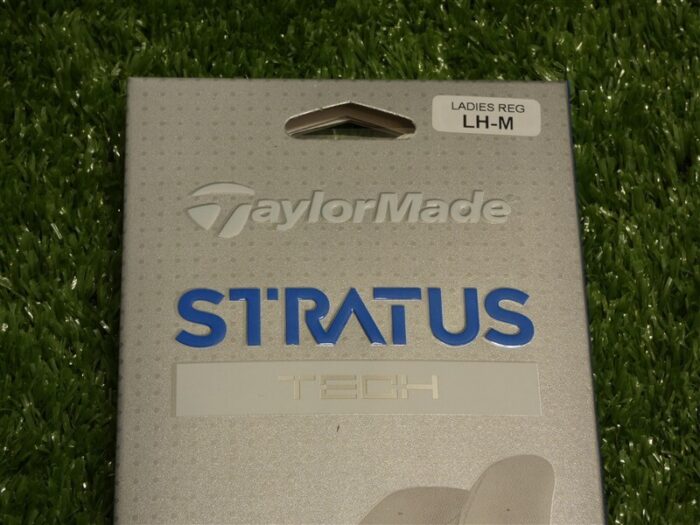 LADIES REG
LH-M
TaylorMade
STRATUS
TECH